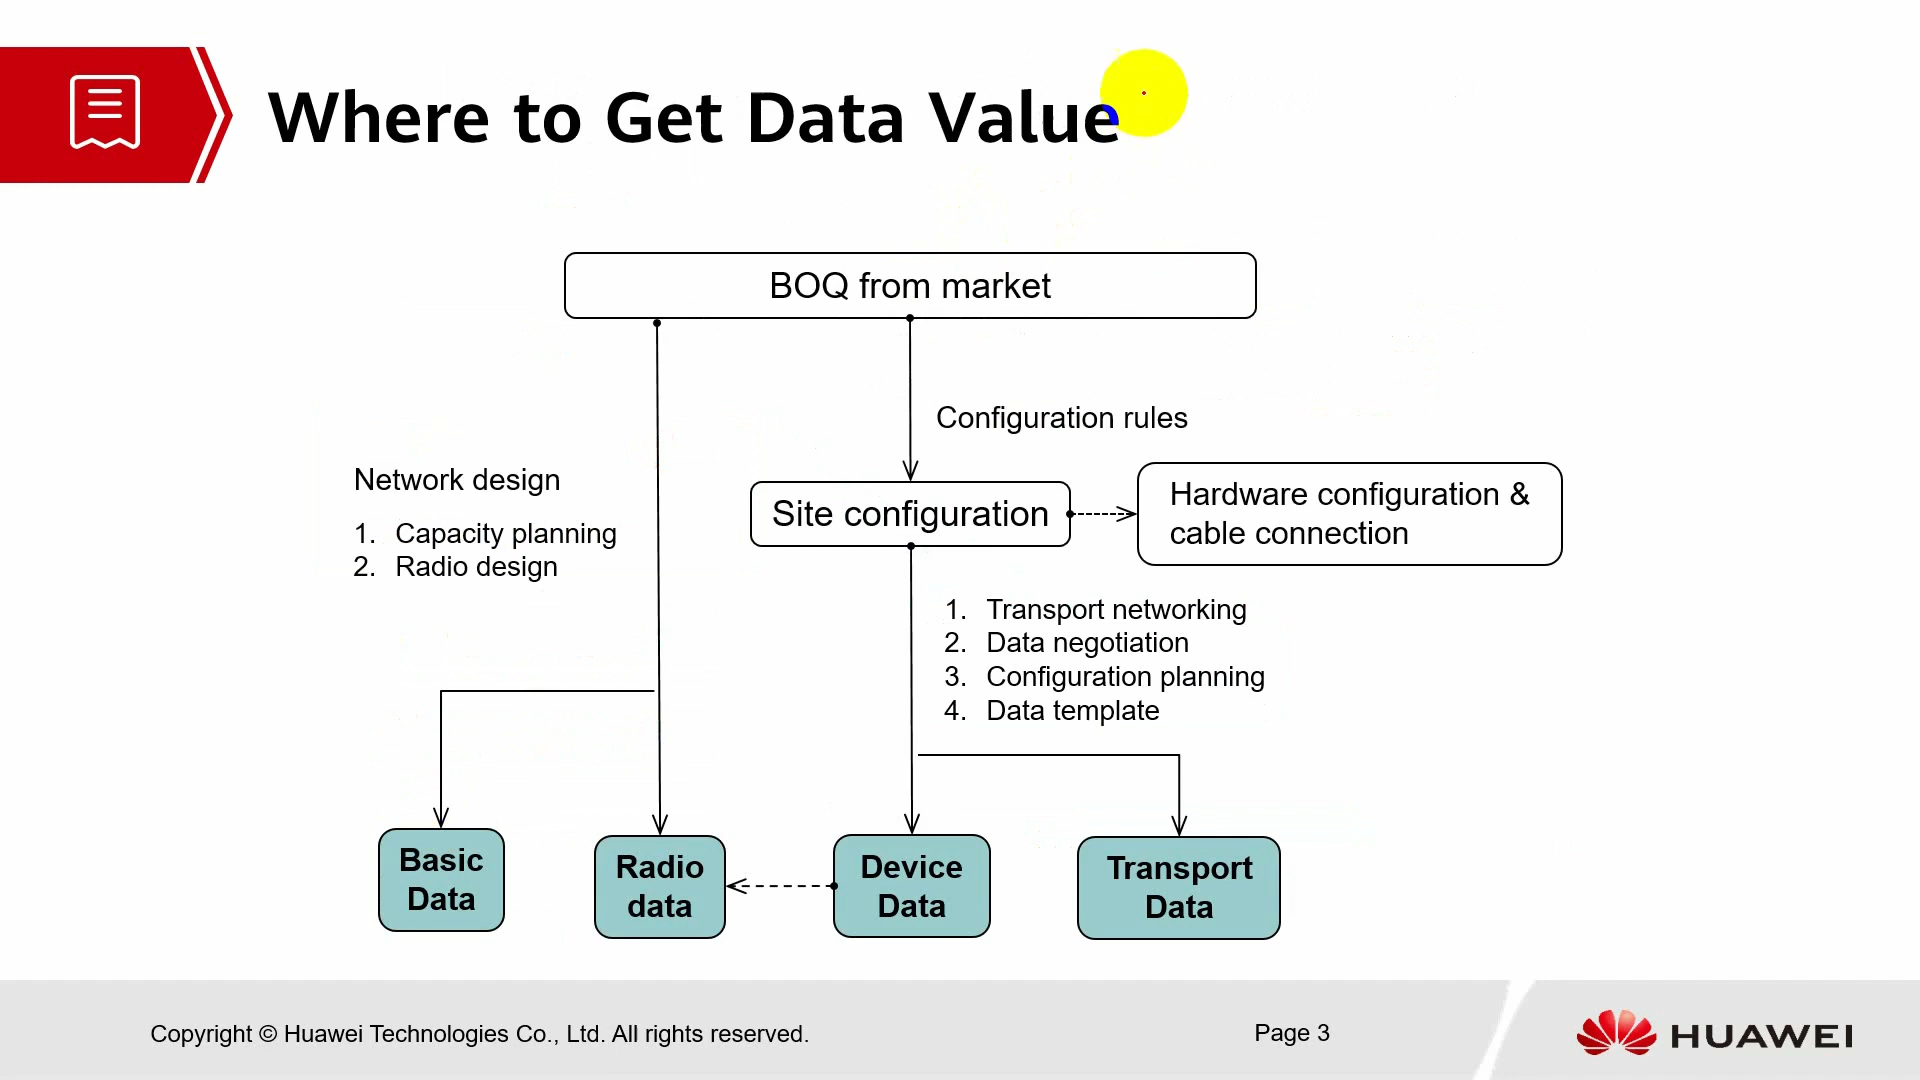 Where to Get Data Value
BOQ from market
Configuration rules
Network design
1. Capacity planning
2. Radio design
Site configuration
Hardware configuration &
cable connection
1. Transport networking
2. Data negotiation
3. Configuration planning
4. Data template
Basic
Data
Radio
data
Device
Data
Transport
Data
Copyright © Huawei Technologies Co., Ltd. All rights reserved.
Page 3
HUAWEI